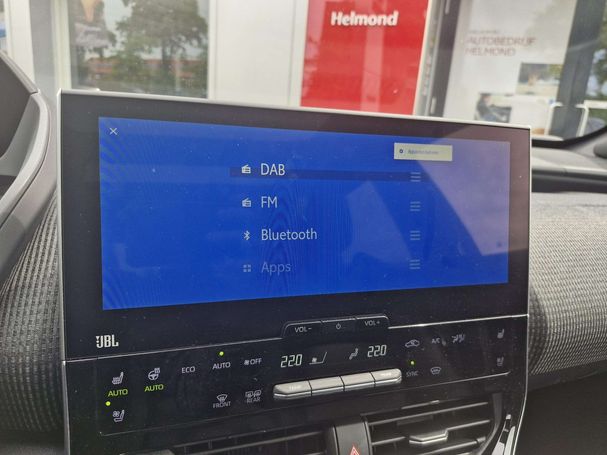 Helmond
AUTOBEDRIJF
HELMOND
DAB
FM
Bluetooth
Apps
JBL
VOL-
VOL+
ECO
AUTO
OFF
220
220
A/C
AUTO
AUTO
FRONT
REAR
TEMP
SYNC